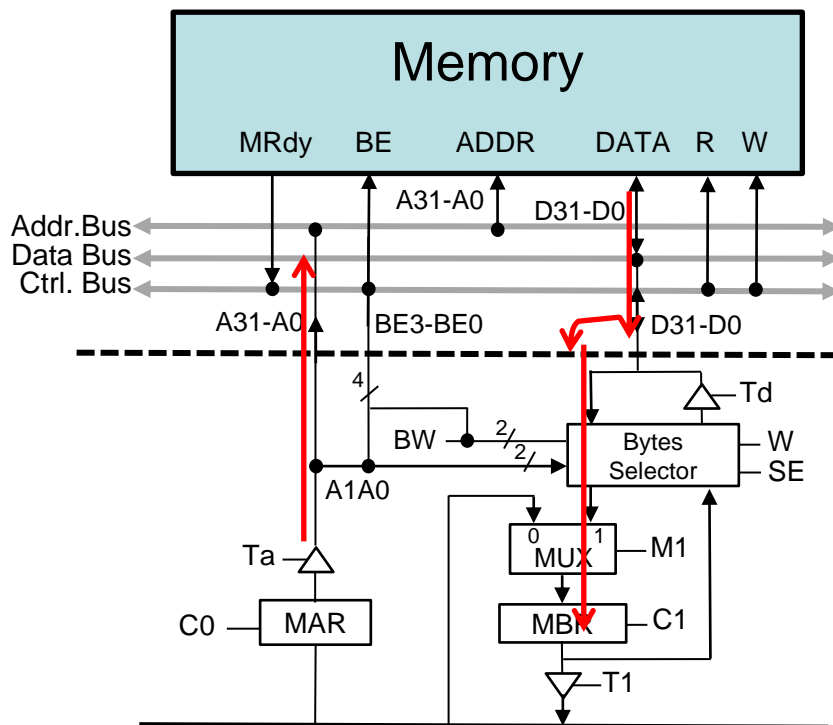 Memory
MRdy BE ADDR DATA R W
A31-A0 D31-D0
Addr.Bus
Data Bus
Ctrl. Bus
A31-A0 BE3-BE0 D31-D0
4
Td
BW 2 2 Bytes Selector W
SE
A1A0
0 1
MUX M1
Ta
C0 MAR MBR C1
T1